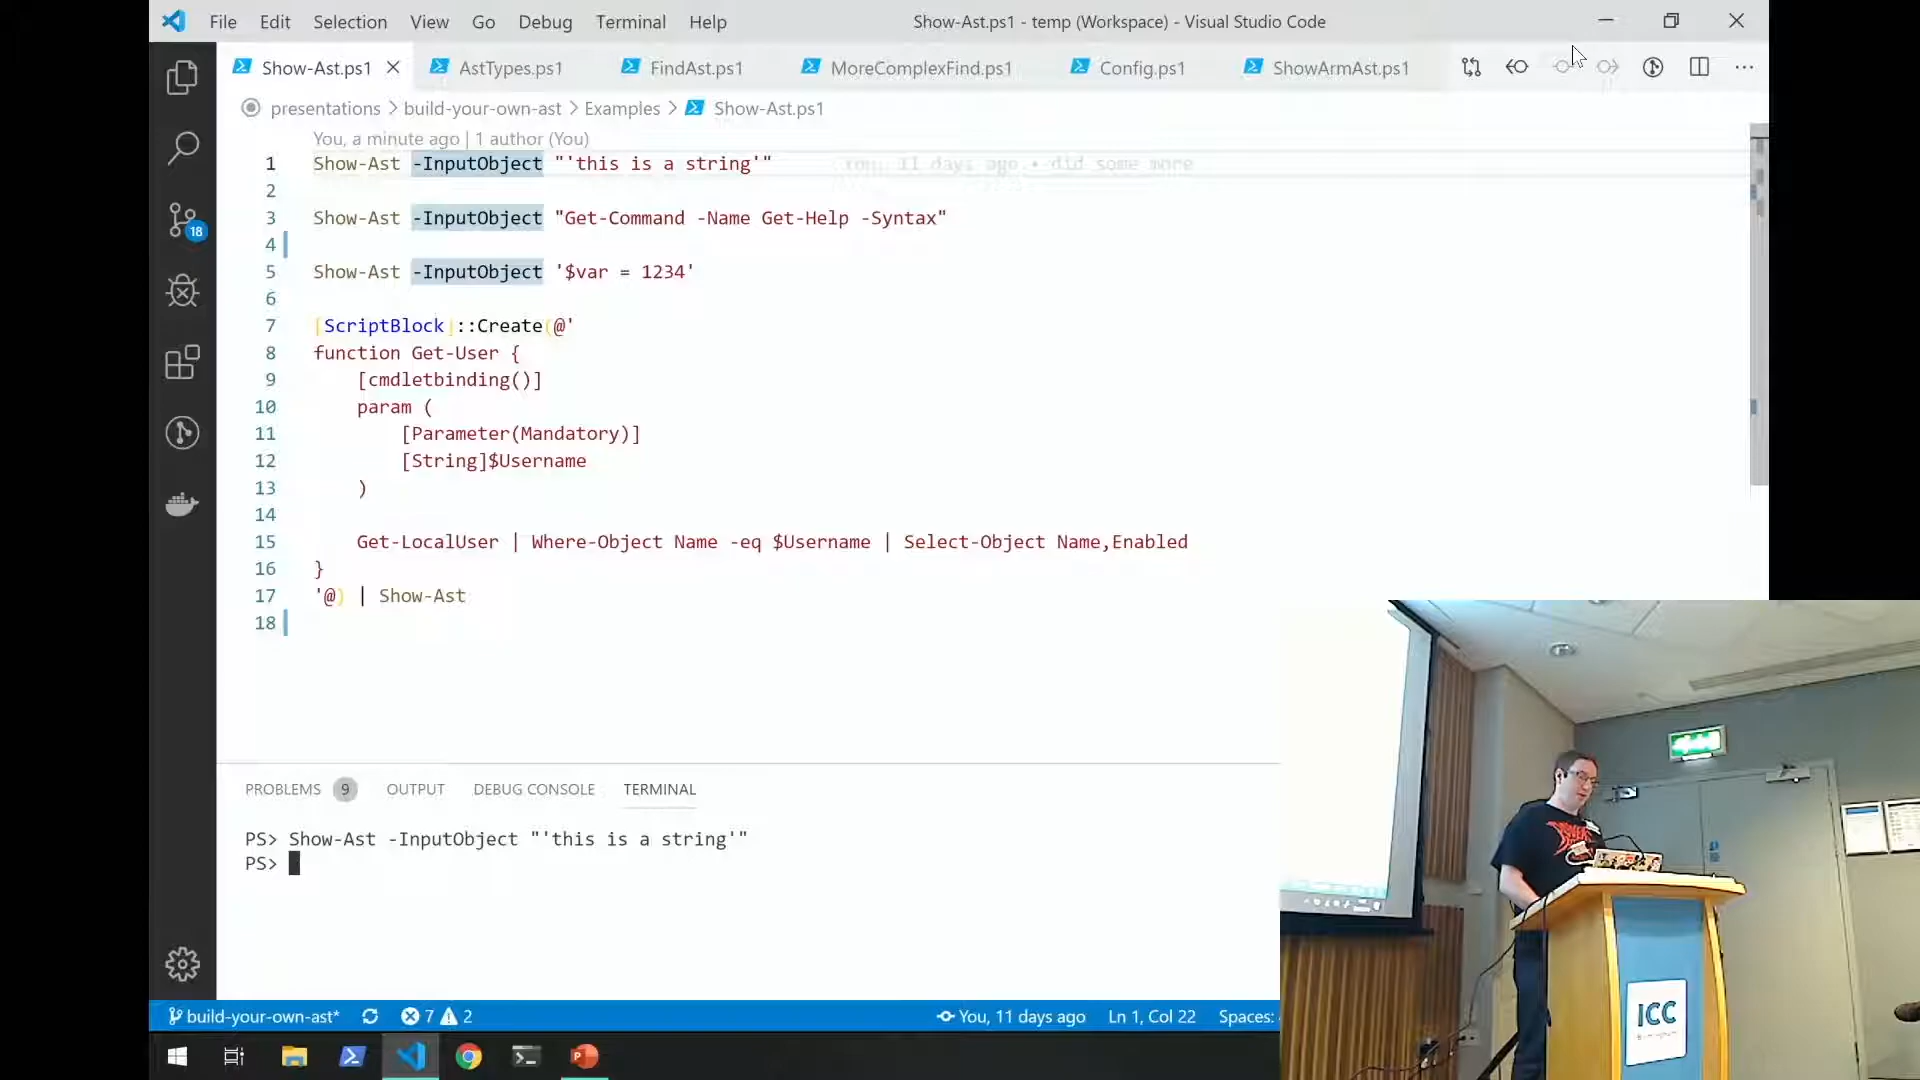 File Edit Selection View Go Debug Terminal Help Show-Ast.ps1 - temp (Workspace) - Visual Studio Code
Show-Ast.ps1 AstTypes.ps1 FindAst.ps1 MoreComplexFind.ps1 Config.ps1 ShowArmAst.ps1
presentations > build-your-own-ast > Examples > Show-Ast.ps1
You, a minute ago | 1 author (You)
1 Show-Ast -InputObject "'this is a string'" You, 11 days ago • did some more
2
3 Show-Ast -InputObject "Get-Command -Name Get-Help -Syntax"
4
5 Show-Ast -InputObject '$var = 1234'
6
7 [ScriptBlock]::Create(@'
8 function Get-User {
9 [cmdletbinding()]
10 param (
11 [Parameter(Mandatory)]
12 [String]$Username
13 )
14
15 Get-LocalUser | Where-Object Name -eq $Username | Select-Object Name,Enabled
16 }
17 '@) | Show-Ast
18
18
PROBLEMS 9 OUTPUT DEBUG CONSOLE TERMINAL
PS> Show-Ast -InputObject "'this is a string'"
PS>
build-your-own-ast* 7 2 You, 11 days ago Ln 1, Col 22 Spaces:
ICC